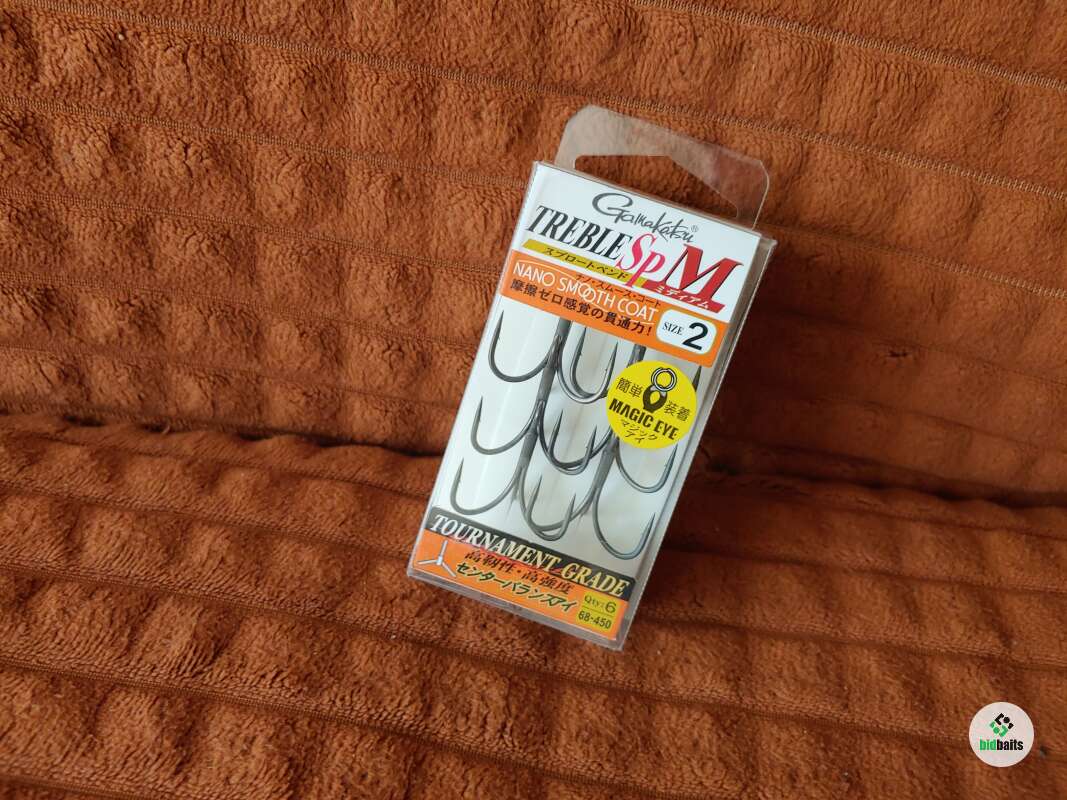 Gamakatsu®
TREBLE Sp M
スプロートベンド
ミディアム
ナノ・スムース・コート
NANO SMOOTH COAT
摩擦ゼロ感覚の貫通力!
SIZE 2
簡単 装着
MAGIC EYE
マジック
アイ
TOURNAMENT GRADE
高靭性・高強度
センターバランスアイ
Qty: 6
68-450
bidbaits